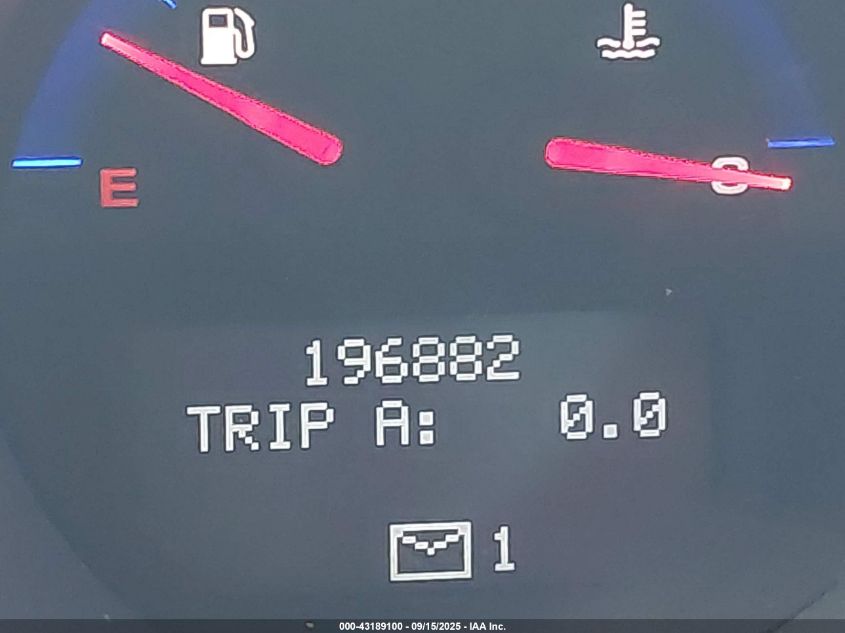 E
C
196882
TRIP A: 0.0
1
000-43189100 - 09/15/2025 - IAA Inc.